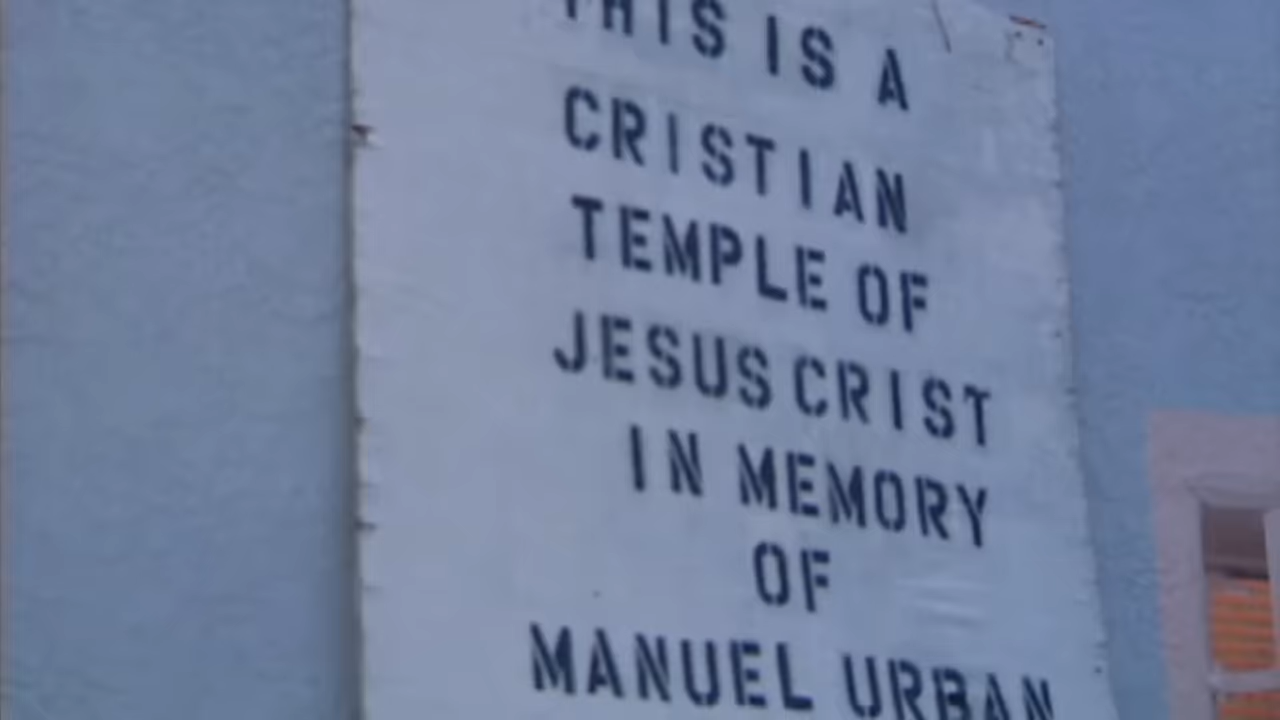 THIS IS A
CRISTIAN
TEMPLE OF
JESUS CRIST
IN MEMORY
OF
MANUEL URBAN